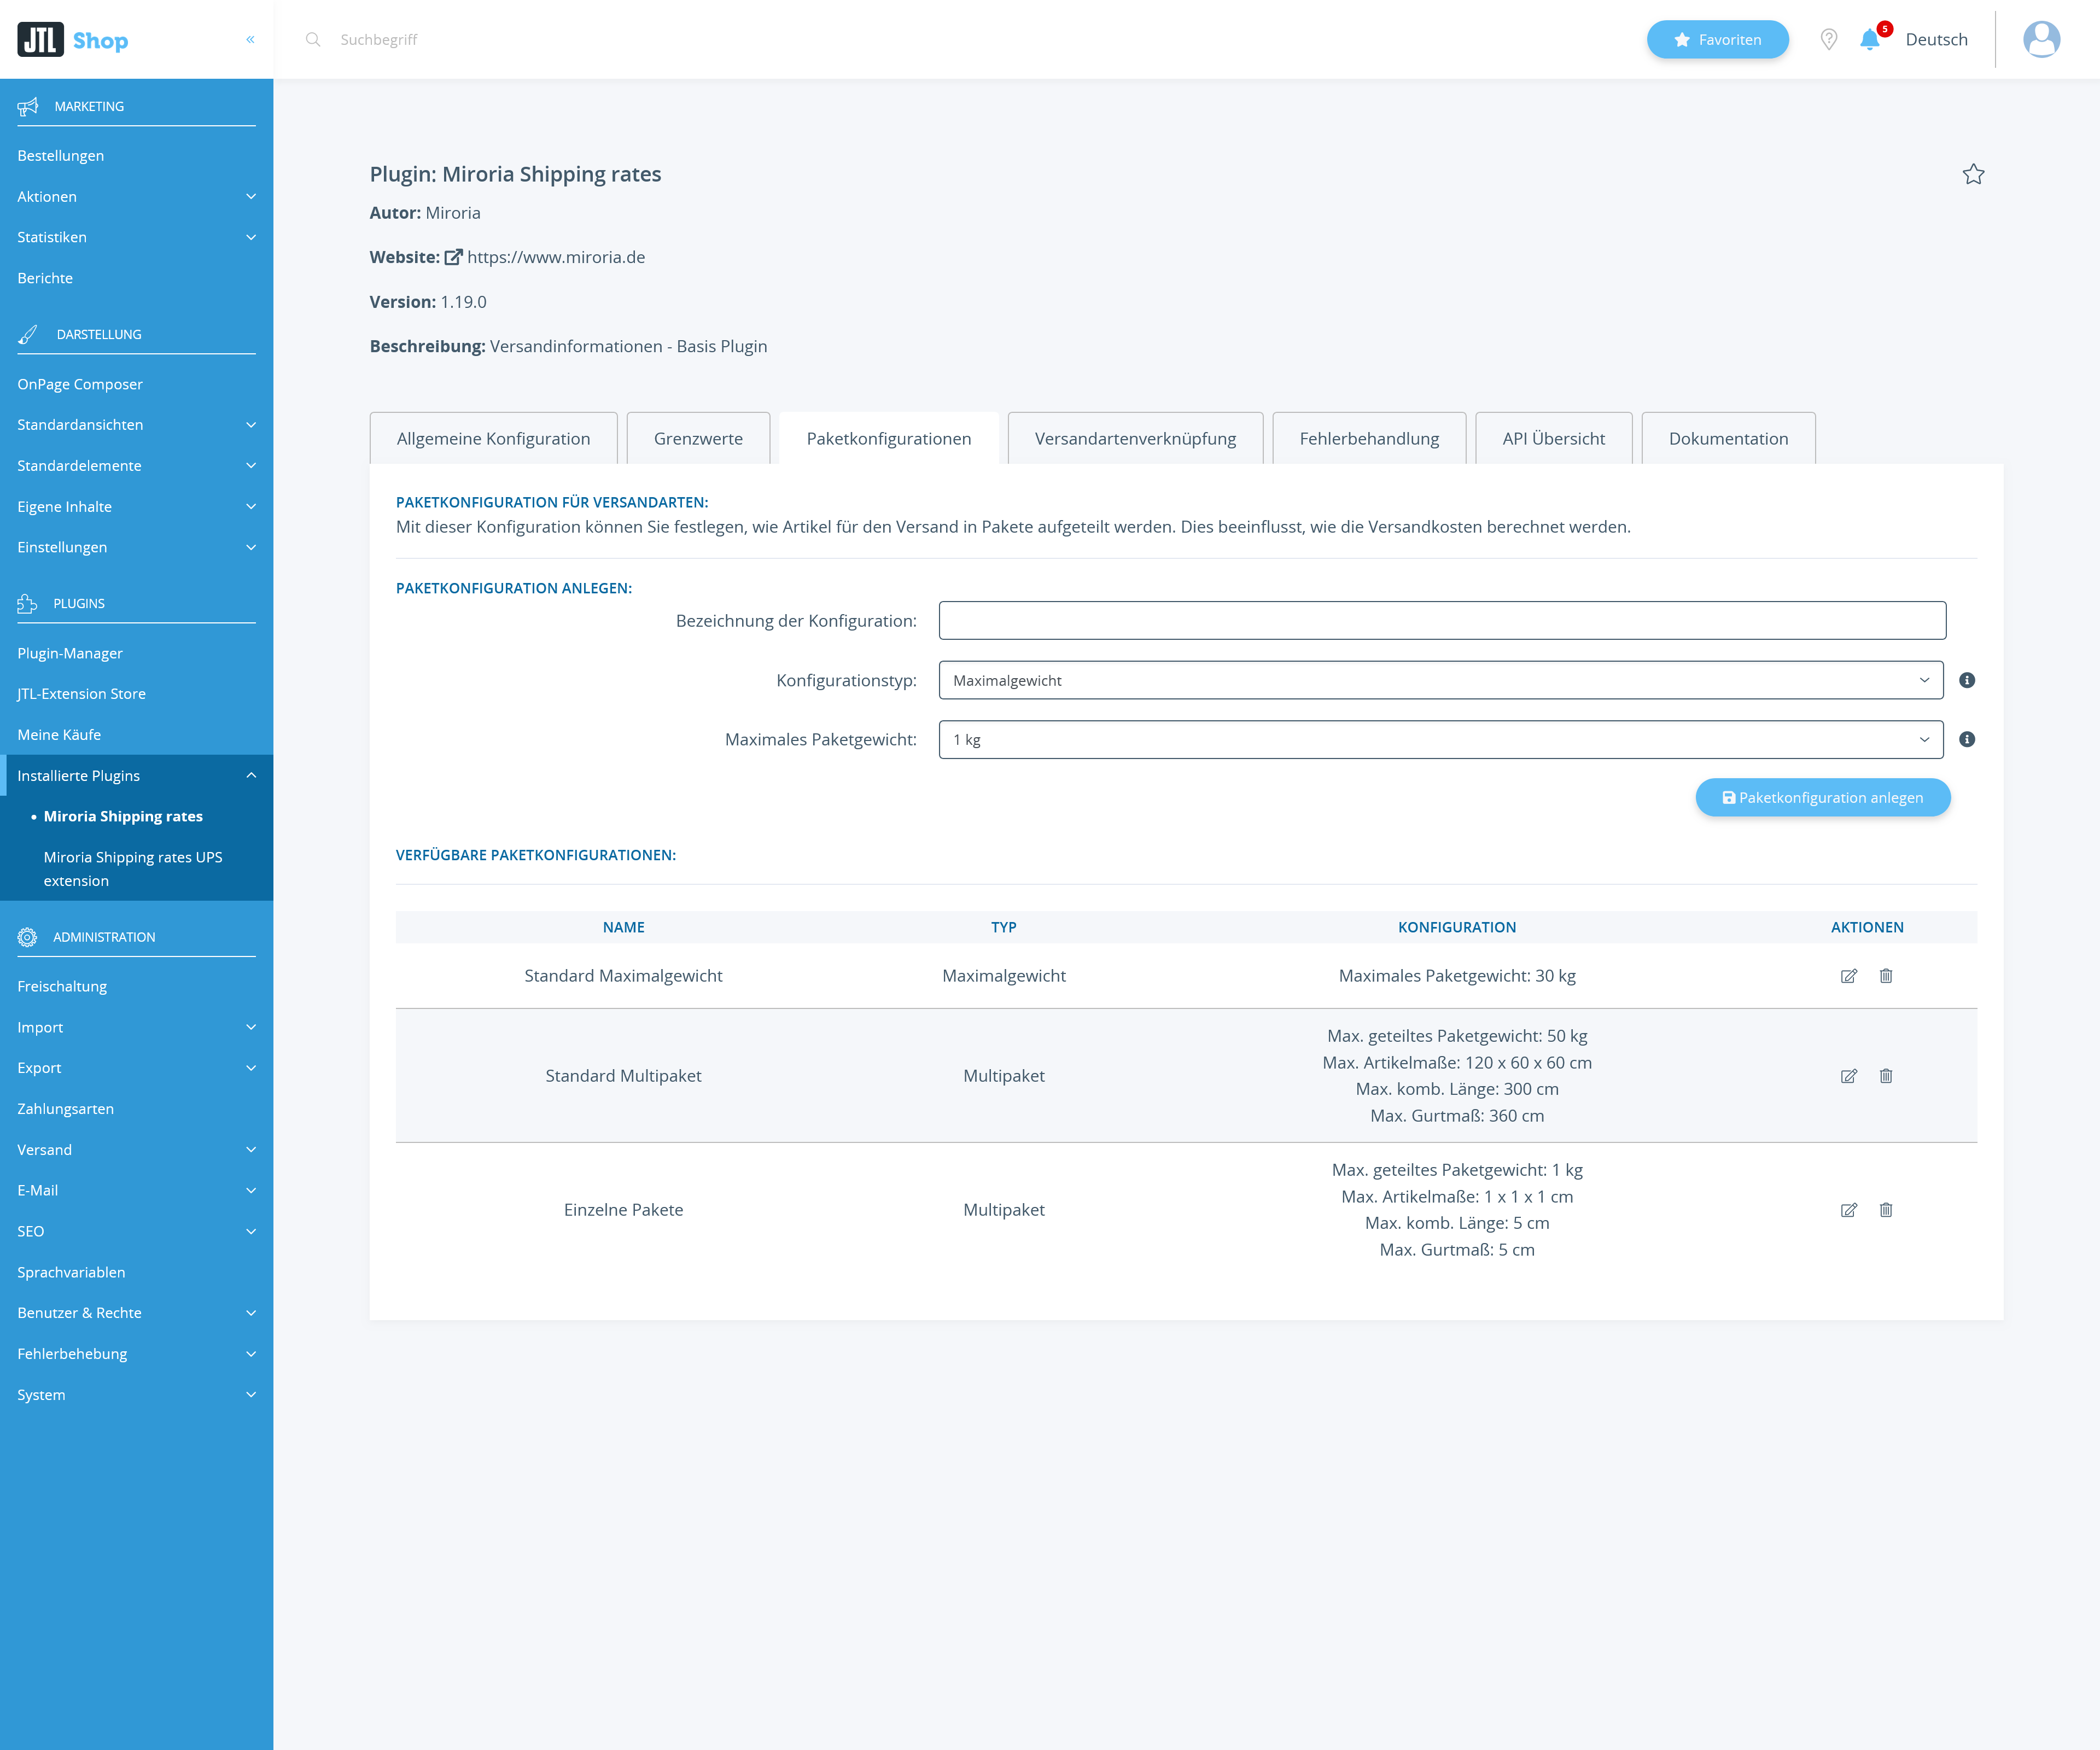 JTL Shop
Suchbegriff
Favoriten
5
Deutsch
MARKETING
Bestellungen
Aktionen
Statistiken
Berichte
DARSTELLUNG
OnPage Composer
Standardansichten
Standardelemente
Eigene Inhalte
Einstellungen
PLUGINS
Plugin-Manager
JTL-Extension Store
Meine Käufe
Installierte Plugins
Miroria Shipping rates
Miroria Shipping rates UPS
extension
ADMINISTRATION
Freischaltung
Import
Export
Zahlungsarten
Versand
E-Mail
SEO
Sprachvariablen
Benutzer & Rechte
Fehlerbehebung
System
Plugin: Miroria Shipping rates
Autor: Miroria
Website: https://www.miroria.de
Version: 1.19.0
Beschreibung: Versandinformationen - Basis Plugin
Allgemeine Konfiguration
Grenzwerte
Paketkonfigurationen
Versandartenverknüpfung
Fehlerbehandlung
API Übersicht
Dokumentation
PAKETKONFIGURATION FÜR VERSANDARTEN:
Mit dieser Konfiguration können Sie festlegen, wie Artikel für den Versand in Pakete aufgeteilt werden. Dies beeinflusst, wie die Versandkosten berechnet werden.
PAKETKONFIGURATION ANLEGEN:
Bezeichnung der Konfiguration:
Konfigurationstyp: Maximalgewicht
Maximales Paketgewicht: 1 kg
Paketkonfiguration anlegen
VERFÜGBARE PAKETKONFIGURATIONEN:
NAME TYP KONFIGURATION AKTIONEN
Standard Maximalgewicht Maximalgewicht Maximales Paketgewicht: 30 kg
Standard Multipaket Multipaket
Max. geteiltes Paketgewicht: 50 kg
Max. Artikelmaße: 120 x 60 x 60 cm
Max. komb. Länge: 300 cm
Max. Gurtmaß: 360 cm
Einzelne Pakete Multipaket
Max. geteiltes Paketgewicht: 1 kg
Max. Artikelmaße: 1 x 1 x 1 cm
Max. komb. Länge: 5 cm
Max. Gurtmaß: 5 cm